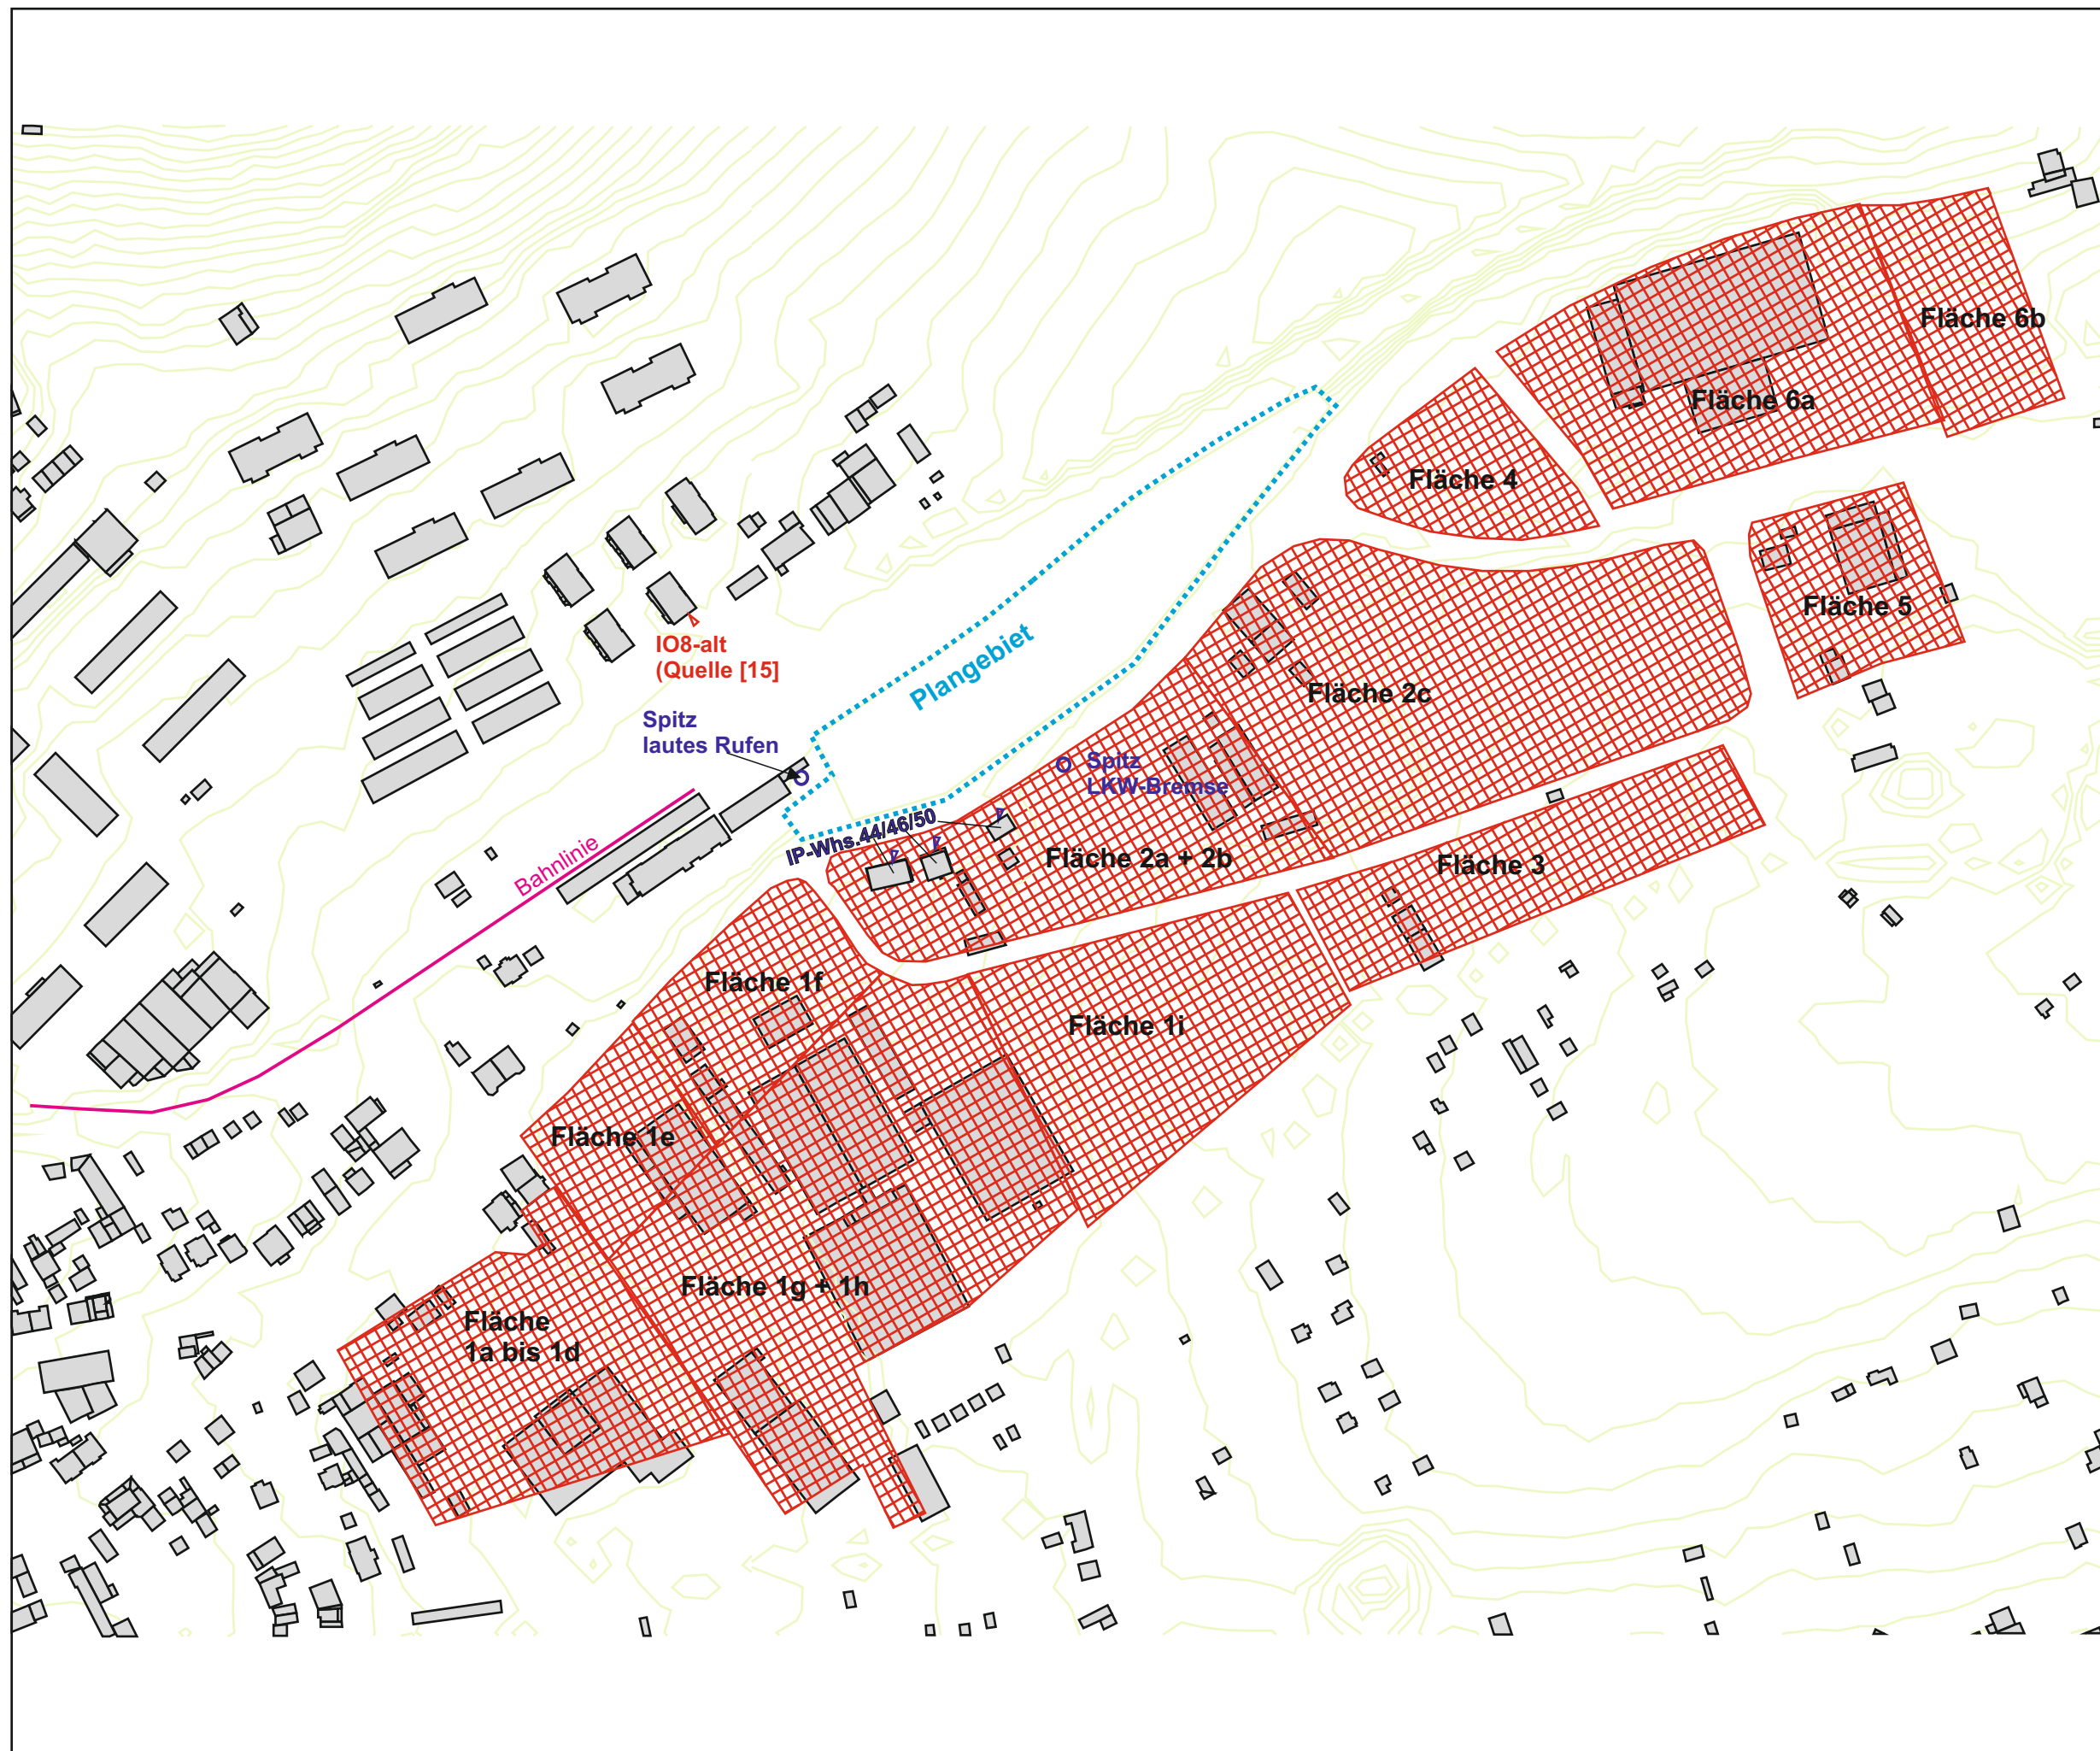 Fläche 6b
Fläche 6a
Fläche 4
Fläche 5
IO8-alt
(Quelle [15]
Plangebiet
Fläche 2c
Spitz
lautes Rufen
Spitz
LKW-Bremse
IP-Whs.44/46/50
Fläche 2a + 2b
Fläche 3
Bahnlinie
Fläche 1f
Fläche 1i
Fläche 1e
Fläche 1g + 1h
Fläche
1a bis 1d